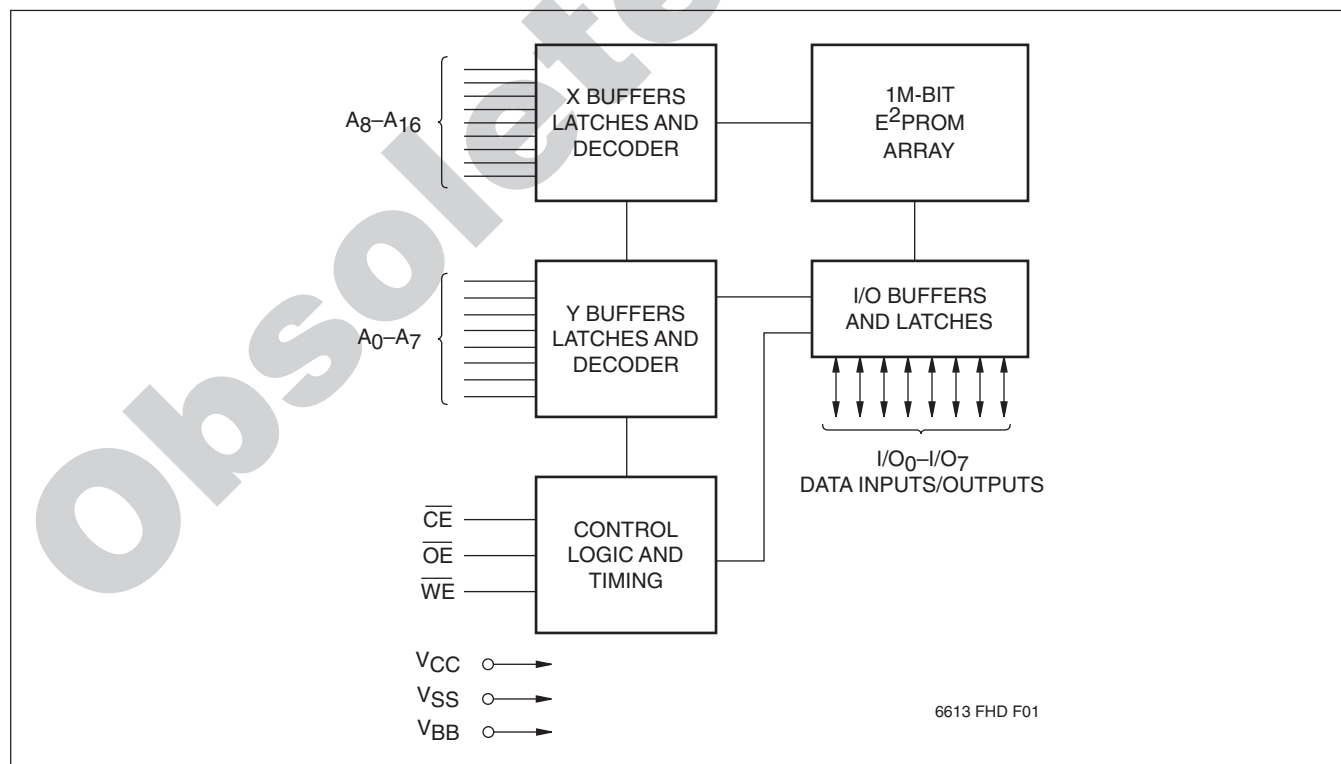 Obsolete
A8–A16
X BUFFERS
LATCHES AND
DECODER
1M-BIT
E2PROM
ARRAY
A0–A7
Y BUFFERS
LATCHES AND
DECODER
I/O BUFFERS
AND LATCHES
I/O0–I/O7
DATA INPUTS/OUTPUTS
CE
OE
WE
CONTROL
LOGIC AND
TIMING
VCC
VSS
VBB
6613 FHD F01